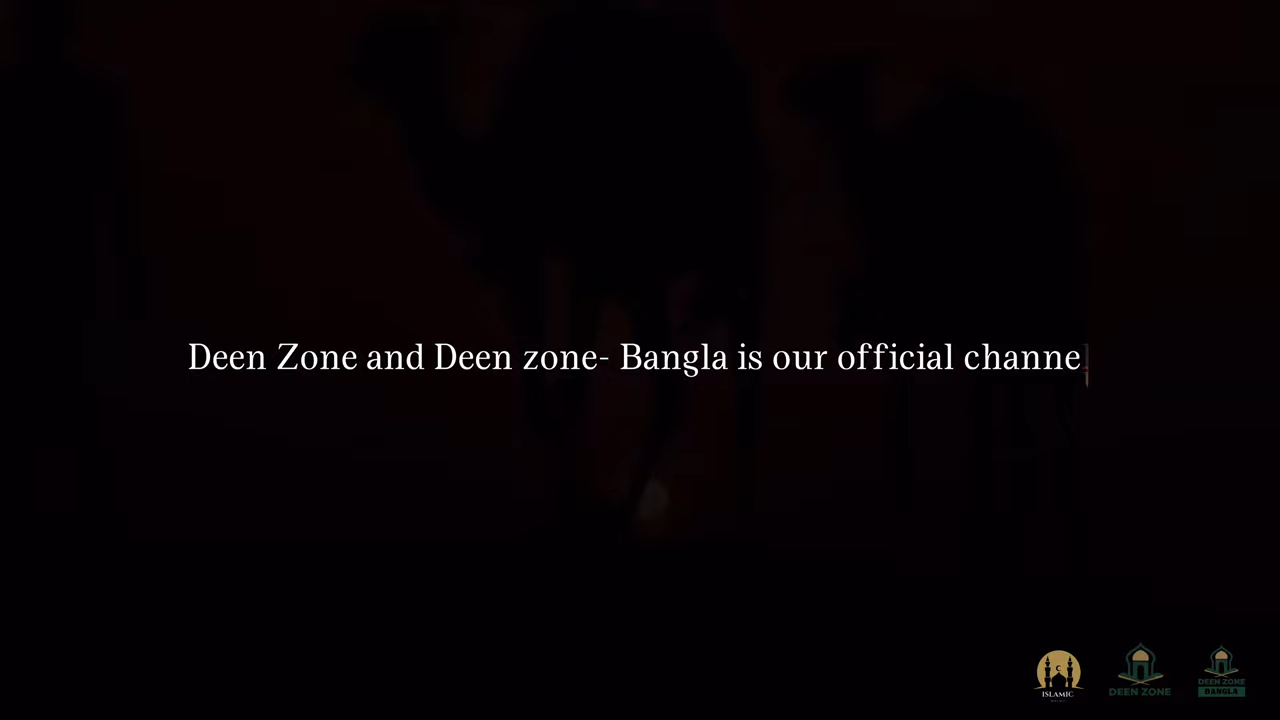 Deen Zone and Deen zone- Bangla is our official channe
ISLAMIC
DEEN ZONE
DEEN ZONE
BANGLA